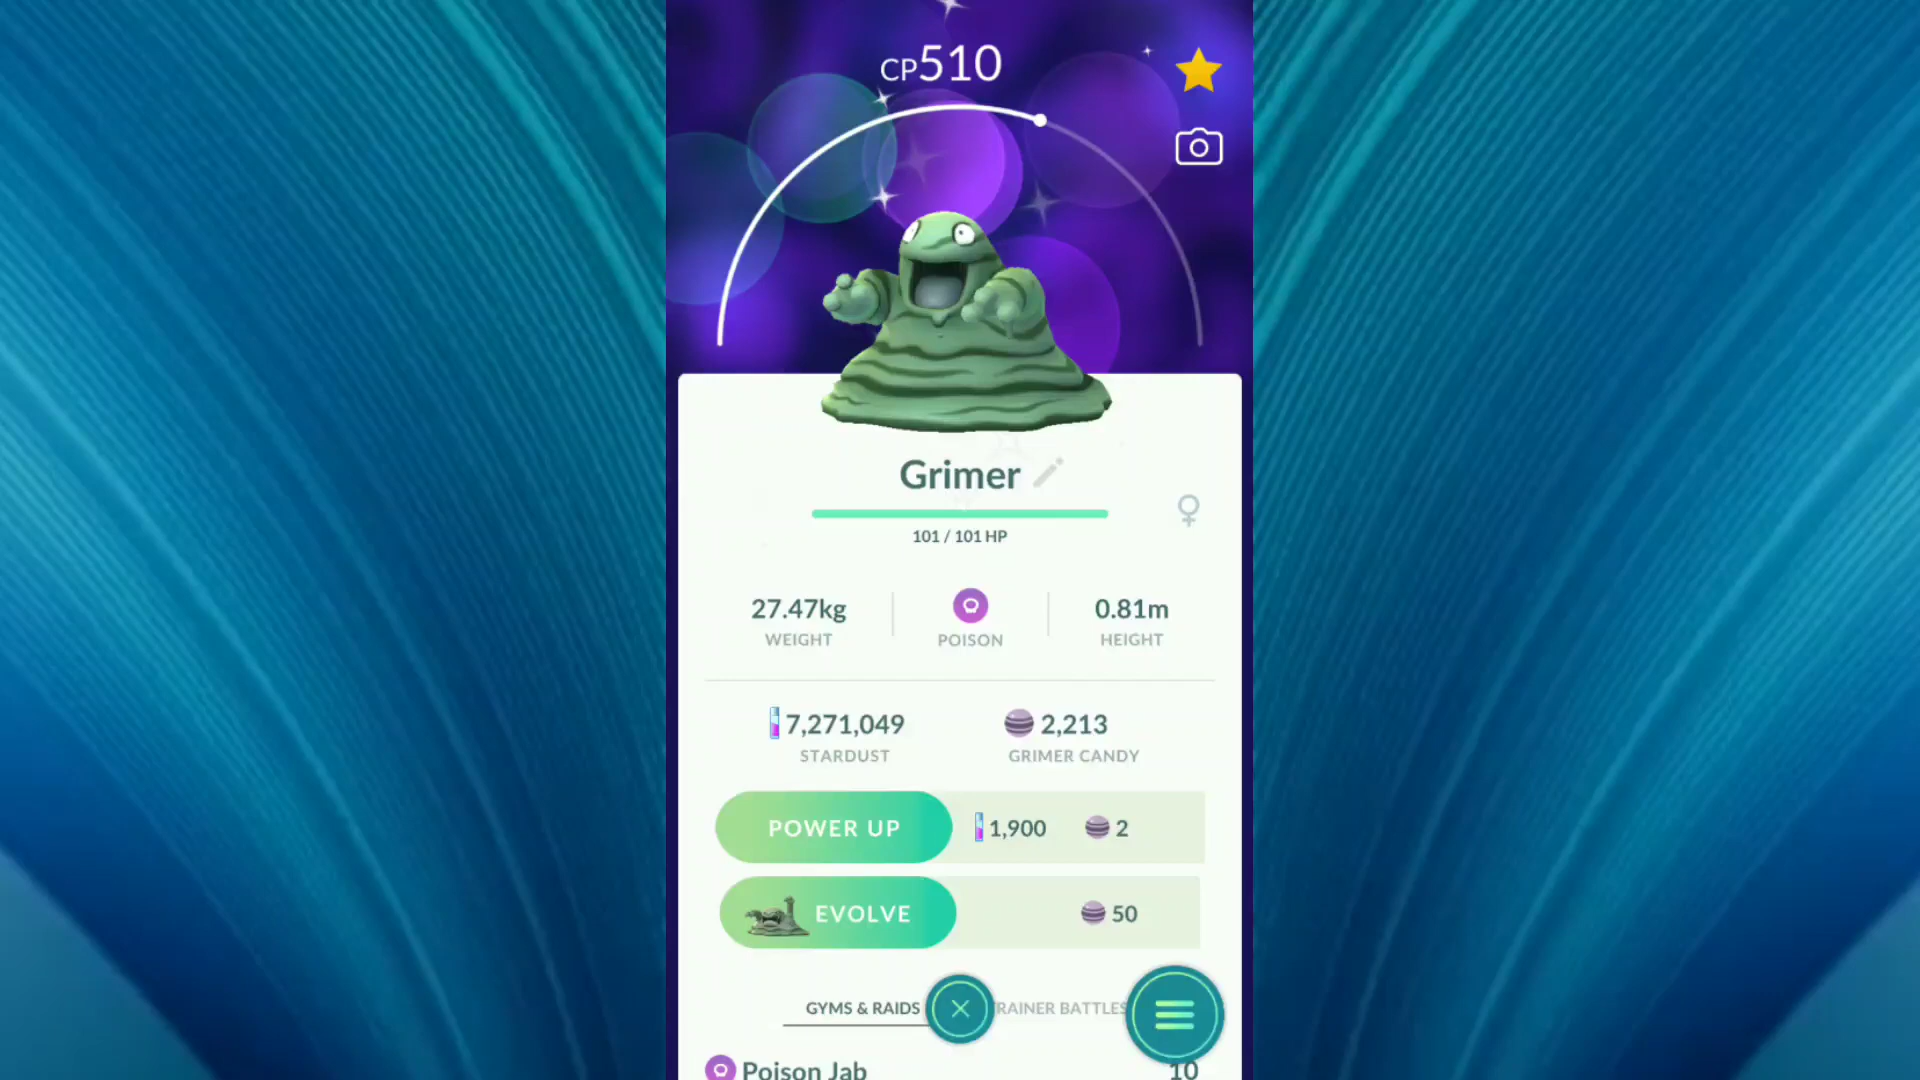 CP510
Grimer
101 / 101 HP
27.47kg
WEIGHT
POISON
0.81m
HEIGHT
7,271,049
STARDUST
2,213
GRIMER CANDY
POWER UP 1,900 2
EVOLVE 50
GYMS & RAIDS RAINER BATTLES
Poison Jab 10